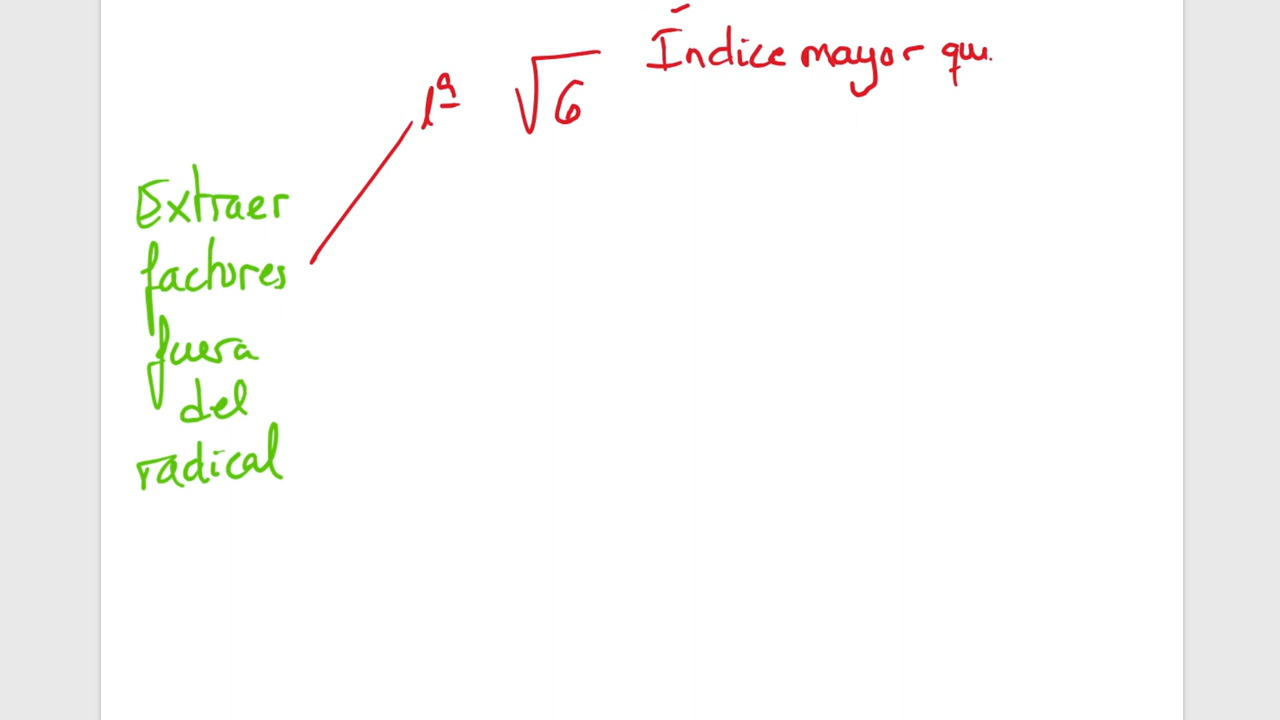 Índice mayor qu
1ª √6
Extraer
factores
fuera
del
radical